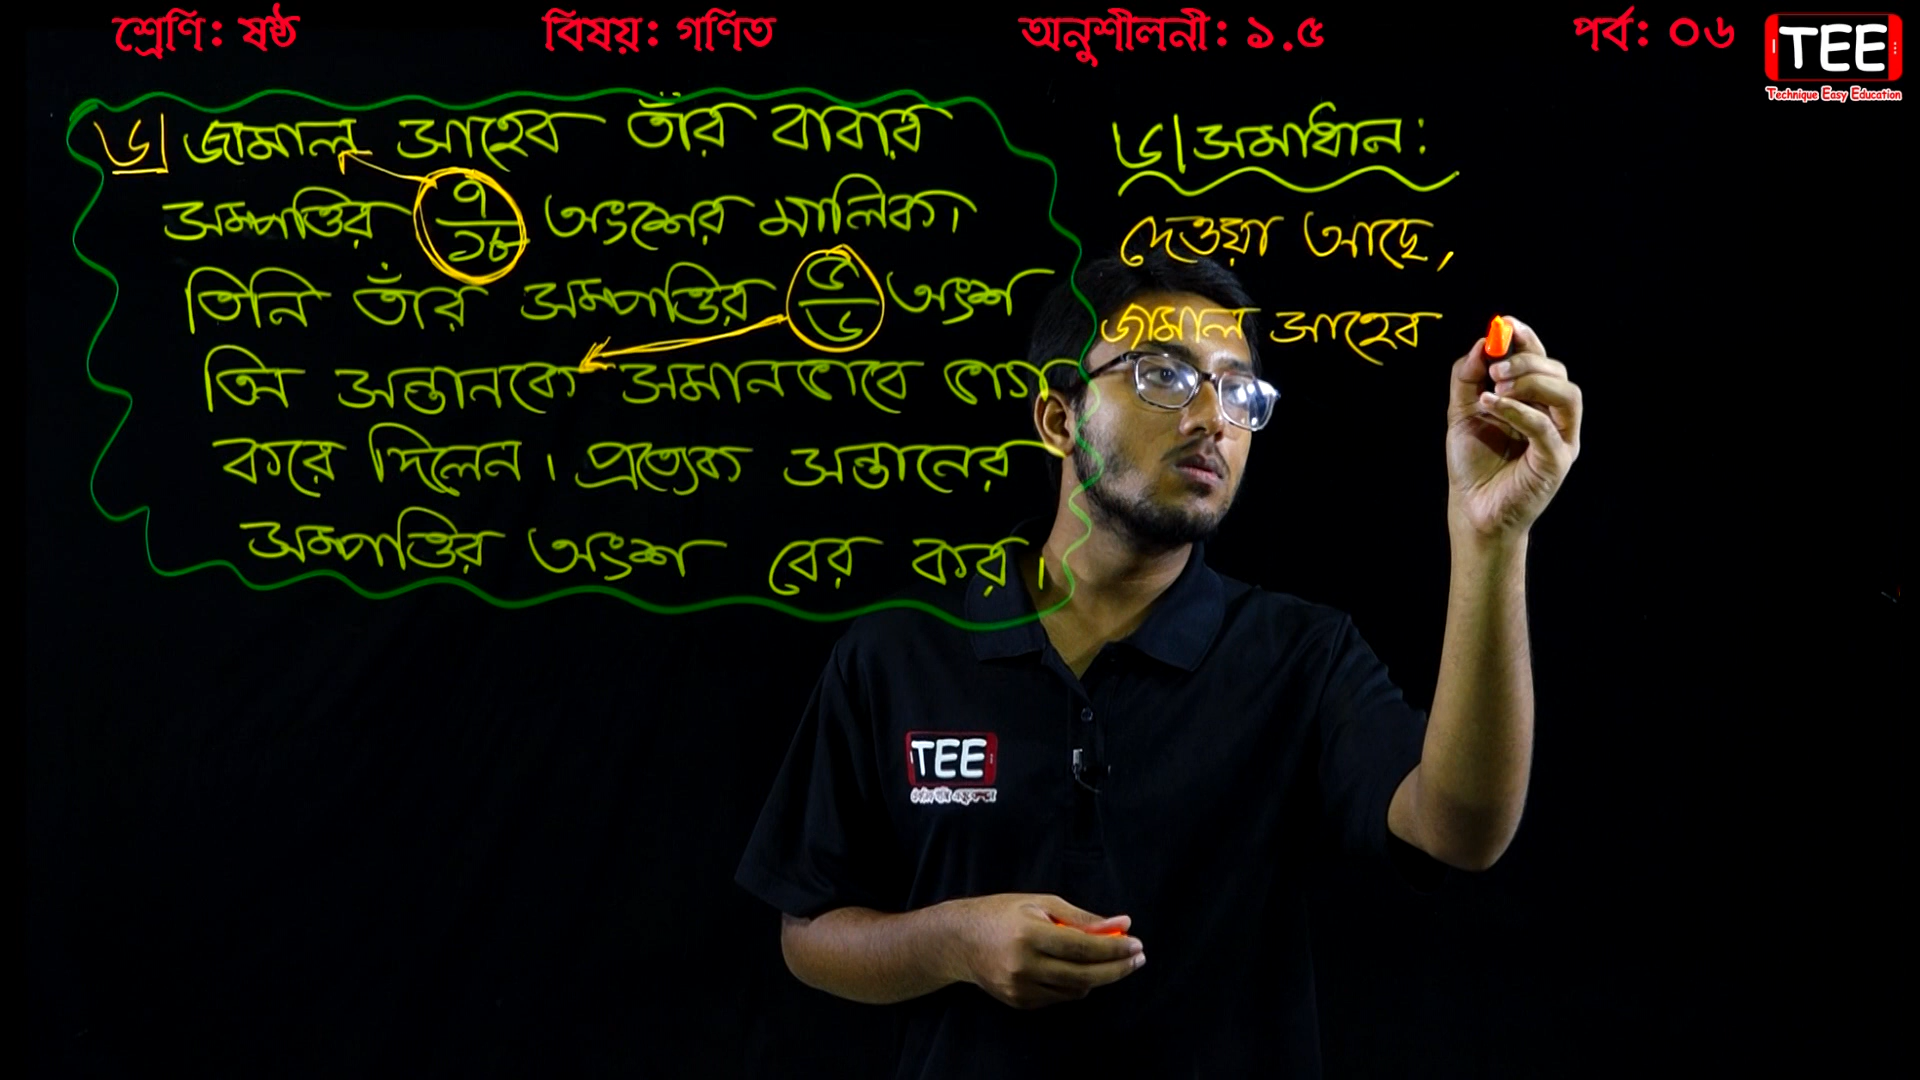 শ্রেণি: ষষ্ঠ বিষয়: গণিত অনুশীলনী: ১.৫ পর্ব: ০৬
TEE
Technique Easy Education
৬| জামাল সাহেব তাঁর বাবার
সম্পত্তির ৭/১৮ অংশের মালিক।
তিনি তাঁর সম্পত্তির ৫/৬ অংশ
তিন সন্তানকে সমানভাবে ভাগ
করে দিলেন। প্রত্যেক সন্তানের
সম্পত্তির অংশ বের কর।
৬| সমাধান:
দেওয়া আছে,
জামাল সাহেব
TEE